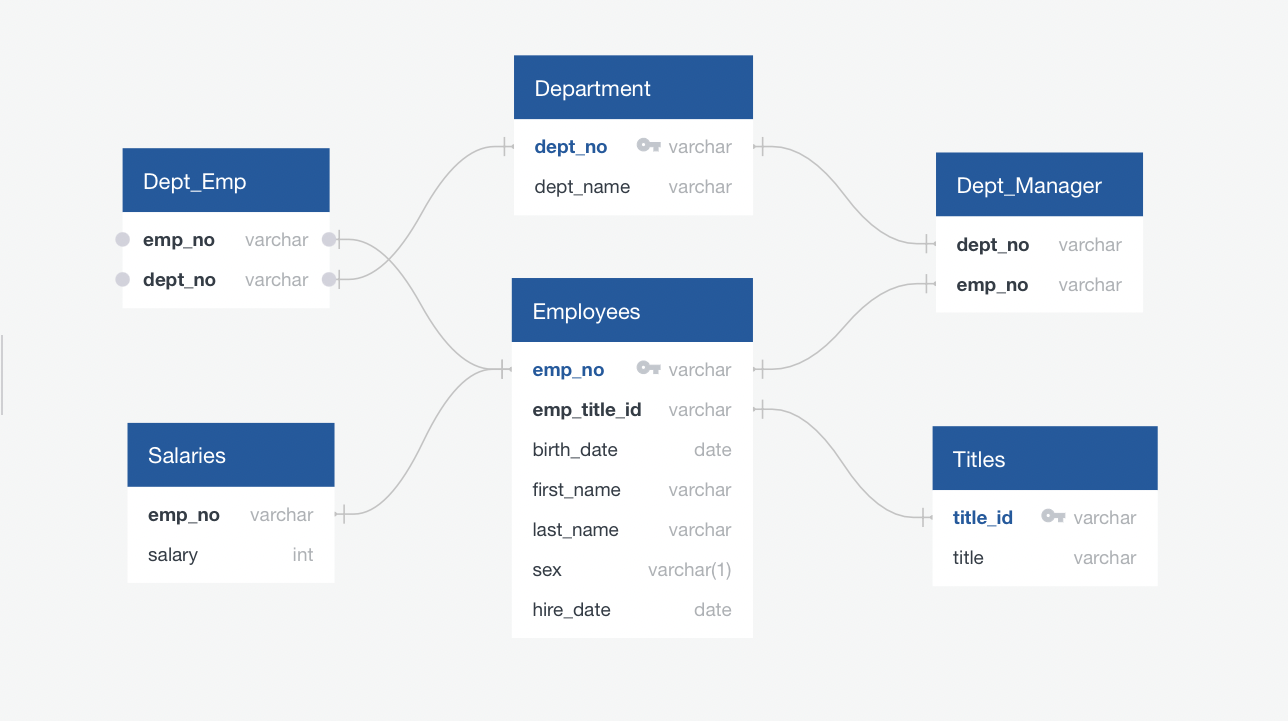 Department
dept_no varchar
dept_name varchar
Dept_Emp
emp_no varchar
dept_no varchar
Dept_Manager
dept_no varchar
emp_no varchar
Employees
emp_no varchar
emp_title_id varchar
birth_date date
first_name varchar
last_name varchar
sex varchar(1)
hire_date date
Salaries
emp_no varchar
salary int
Titles
title_id varchar
title varchar